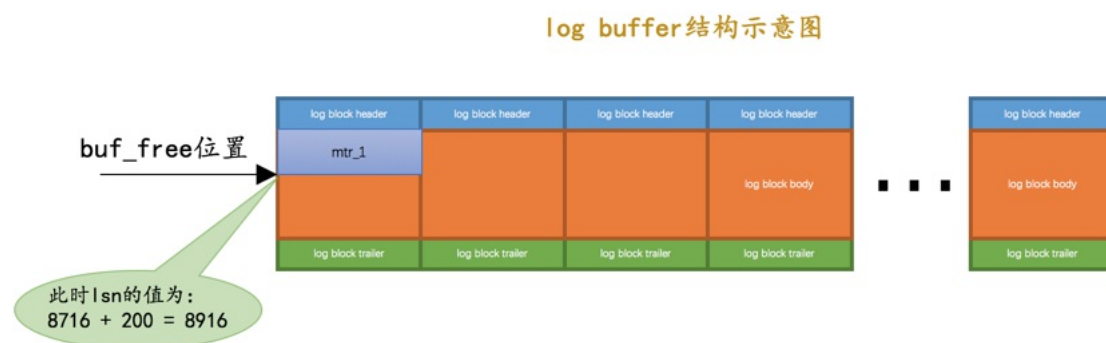 log buffer结构示意图
log block header log block header log block header log block header log block header
mtr_1
buf_free位置
log block body log block body
log block trailer log block trailer log block trailer log block trailer log block trailer
此时lsn的值为:
8716 + 200 = 8916